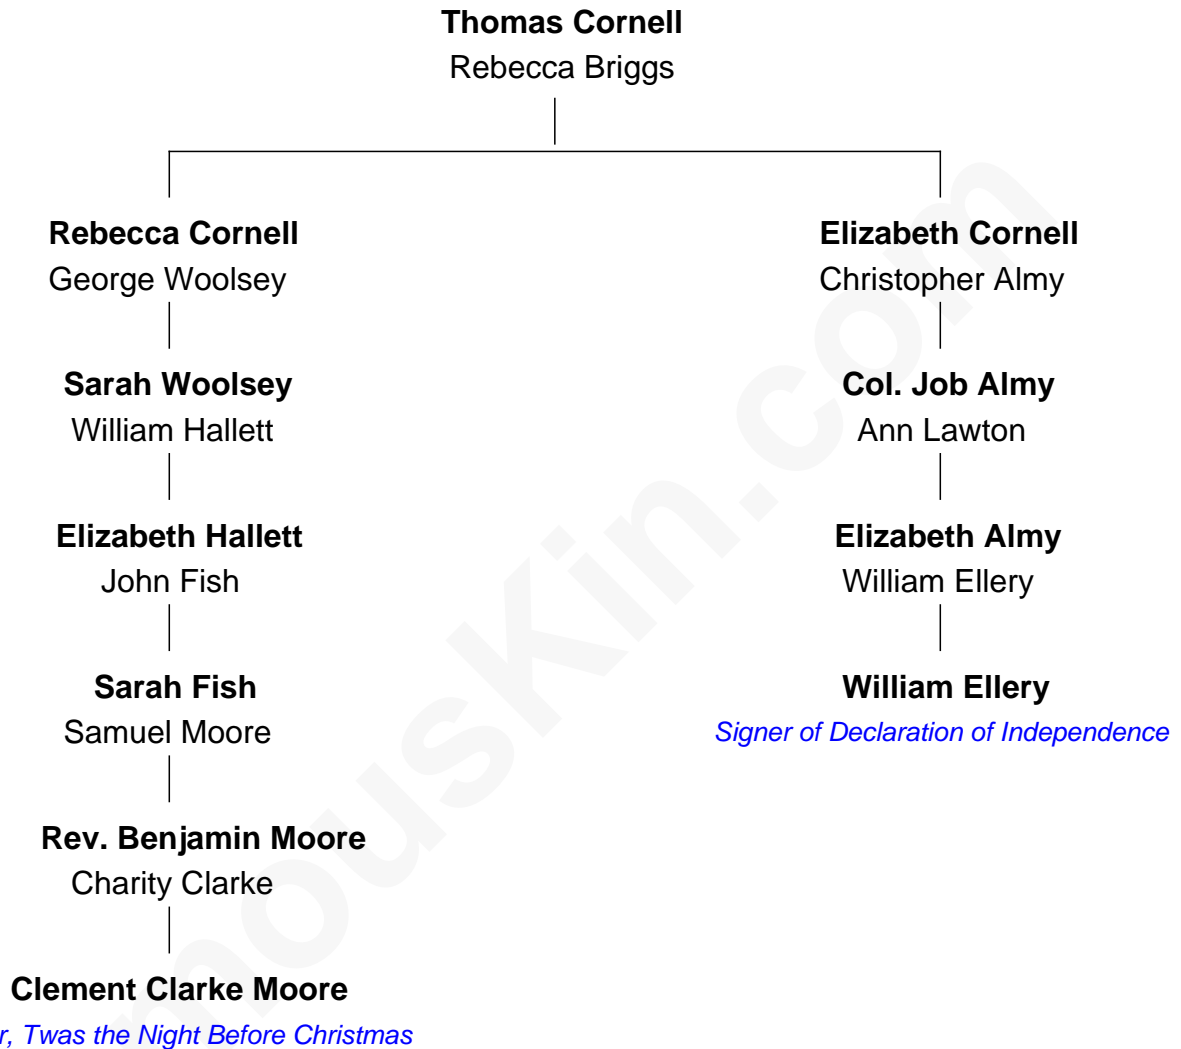 Thomas Cornell
Rebecca Briggs
Rebecca Cornell
George Woolsey
Elizabeth Cornell
Christopher Almy
Sarah Woolsey
William Hallett
Col. Job Almy
Ann Lawton
Elizabeth Hallett
John Fish
Elizabeth Almy
William Ellery
Sarah Fish
Samuel Moore
William Ellery
Signer of Declaration of Independence
Rev. Benjamin Moore
Charity Clarke
Clement Clarke Moore
r, Twas the Night Before Christmas
mouskin.com